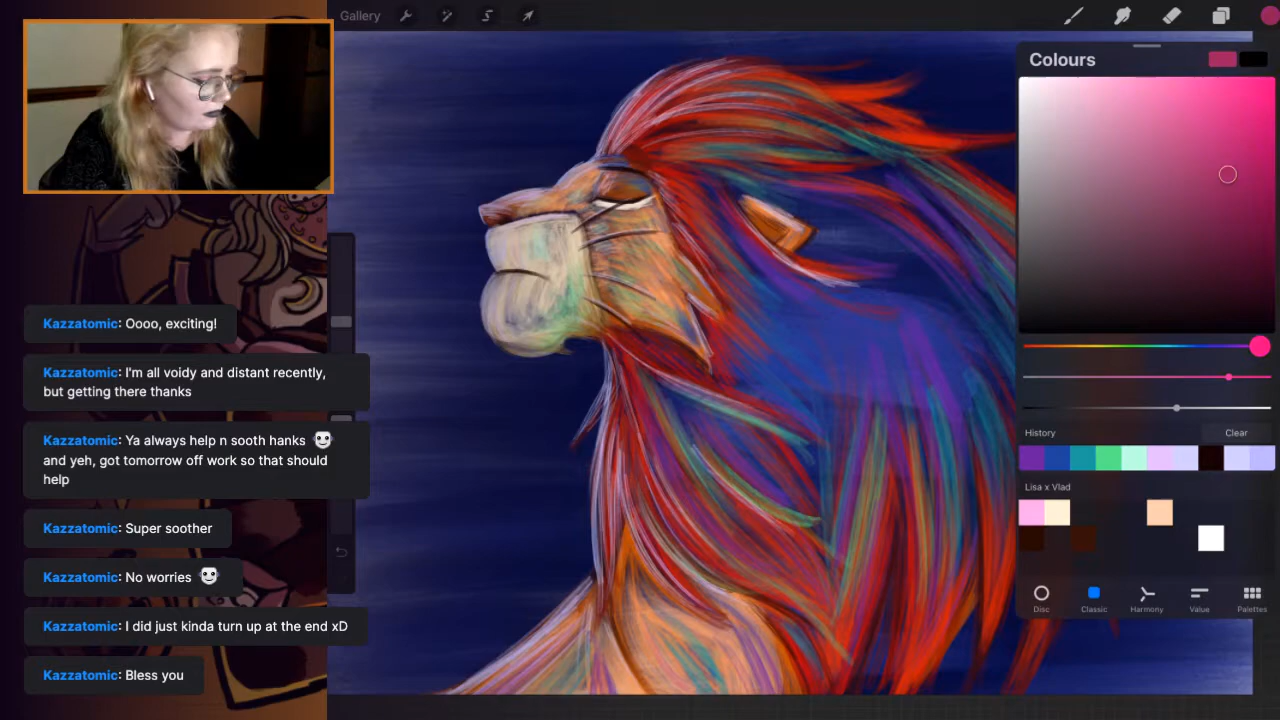 Gallery
Colours
Kazzatomic: Oooo, exciting!
Kazzatomic: I'm all voidy and distant recently,
but getting there thanks
Kazzatomic: Ya always help n sooth hanks
and yeh, got tomorrow off work so that should
help
Kazzatomic: Super soother
Kazzatomic: No worries
Kazzatomic: I did just kinda turn up at the end xD
Kazzatomic: Bless you
History
Clear
Lisa x Vlad
Disc
Classic
Harmony
Value
Palettes